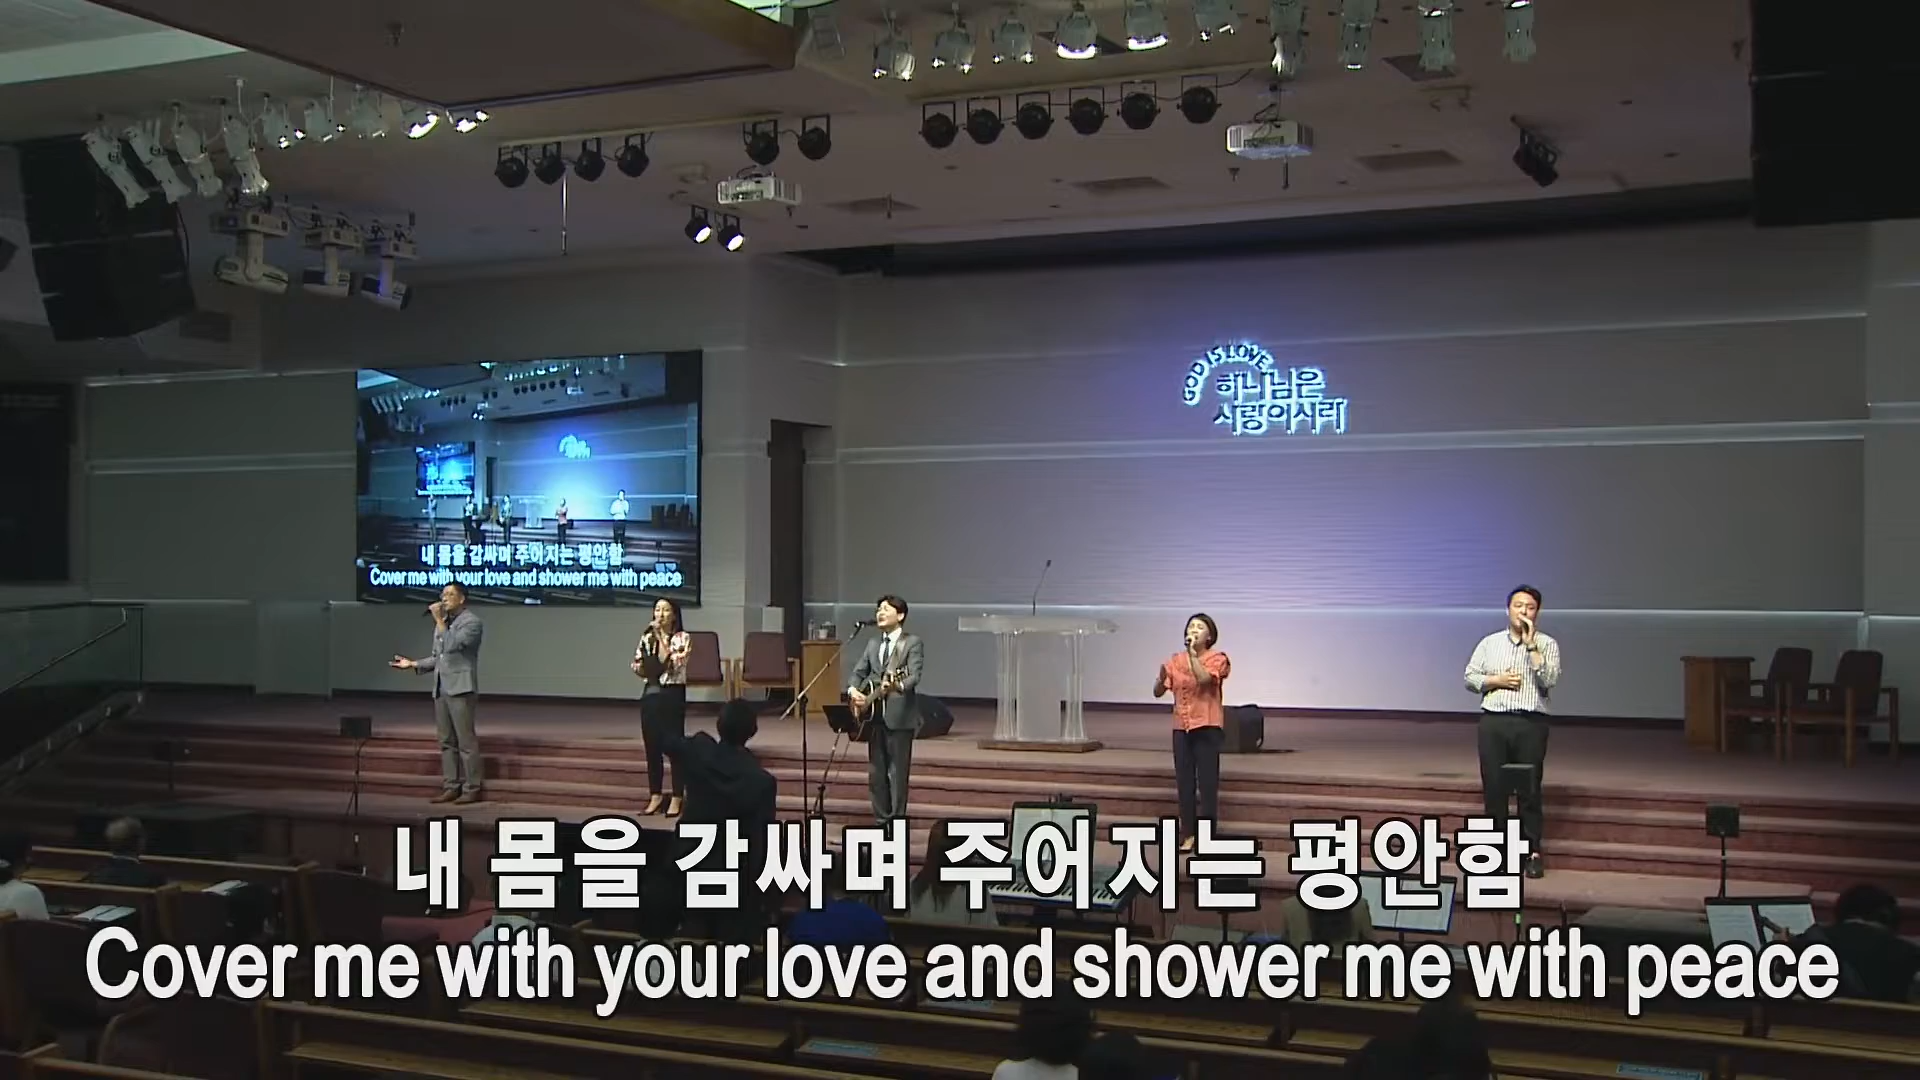 GOD IS LOVE
하나님은
사랑이시라
내 몸을 감싸며 주어지는 평안함
Cover me with your love and shower me with peace
내 몸을 감싸며 주어지는 평안함
Cover me with your love and shower me with peace